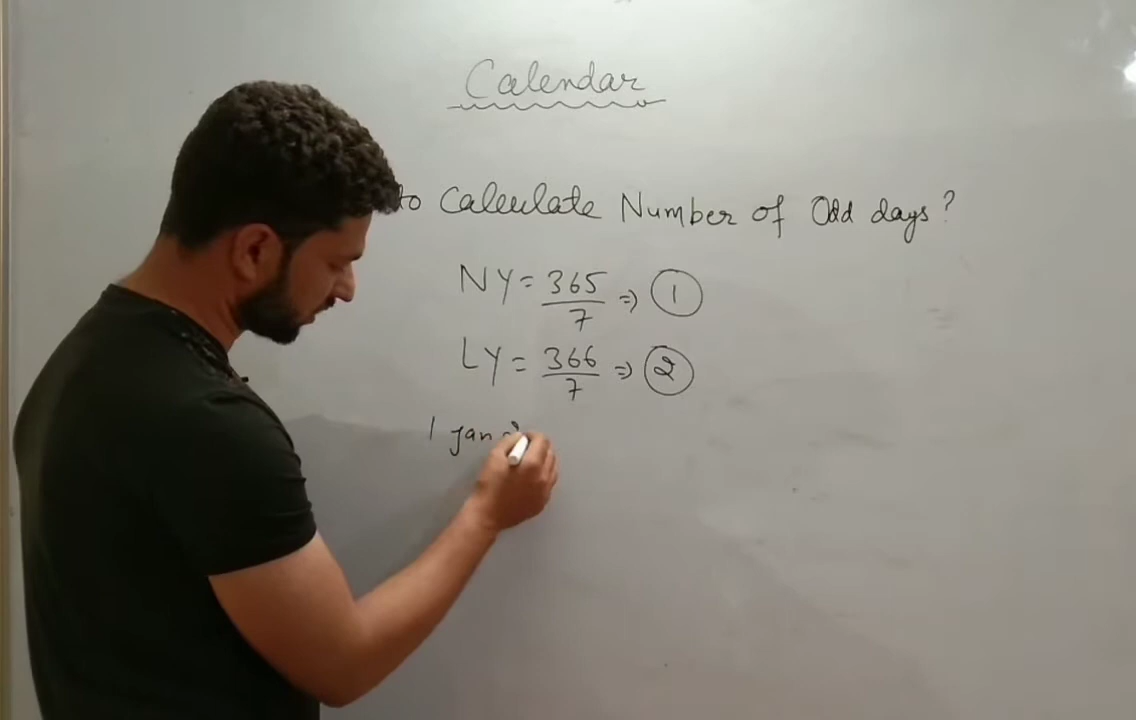 Calendar
to Calculate Number of Odd days ?
NY = 365/7 => 1
LY = 366/7 => 2
1 Jan